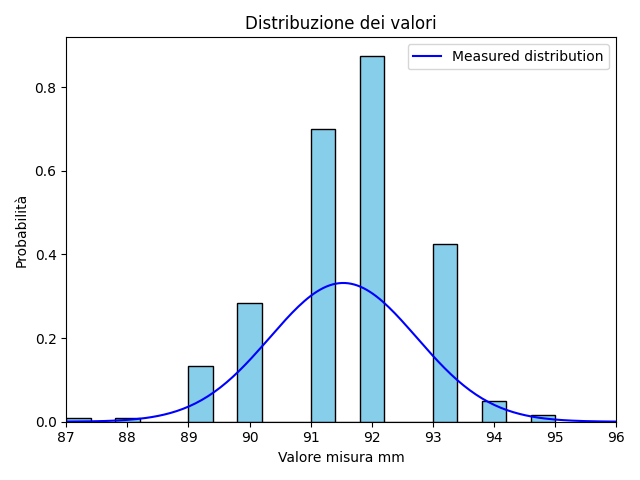 Distribuzione dei valori
Measured distribution
Probabilità
0.8
0.6
0.4
0.2
0.0
87 88 89 90 91 92 93 94 95 96
Valore misura mm